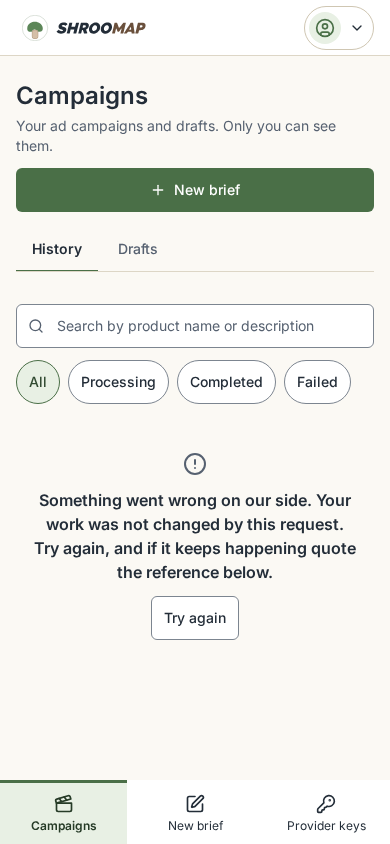 SHROOMAP
Campaigns
Your ad campaigns and drafts. Only you can see
them.
New brief
History
Drafts
Search by product name or description
All
Processing
Completed
Failed
Something went wrong on our side. Your
work was not changed by this request.
Try again, and if it keeps happening quote
the reference below.
Try again
Campaigns
New brief
Provider keys